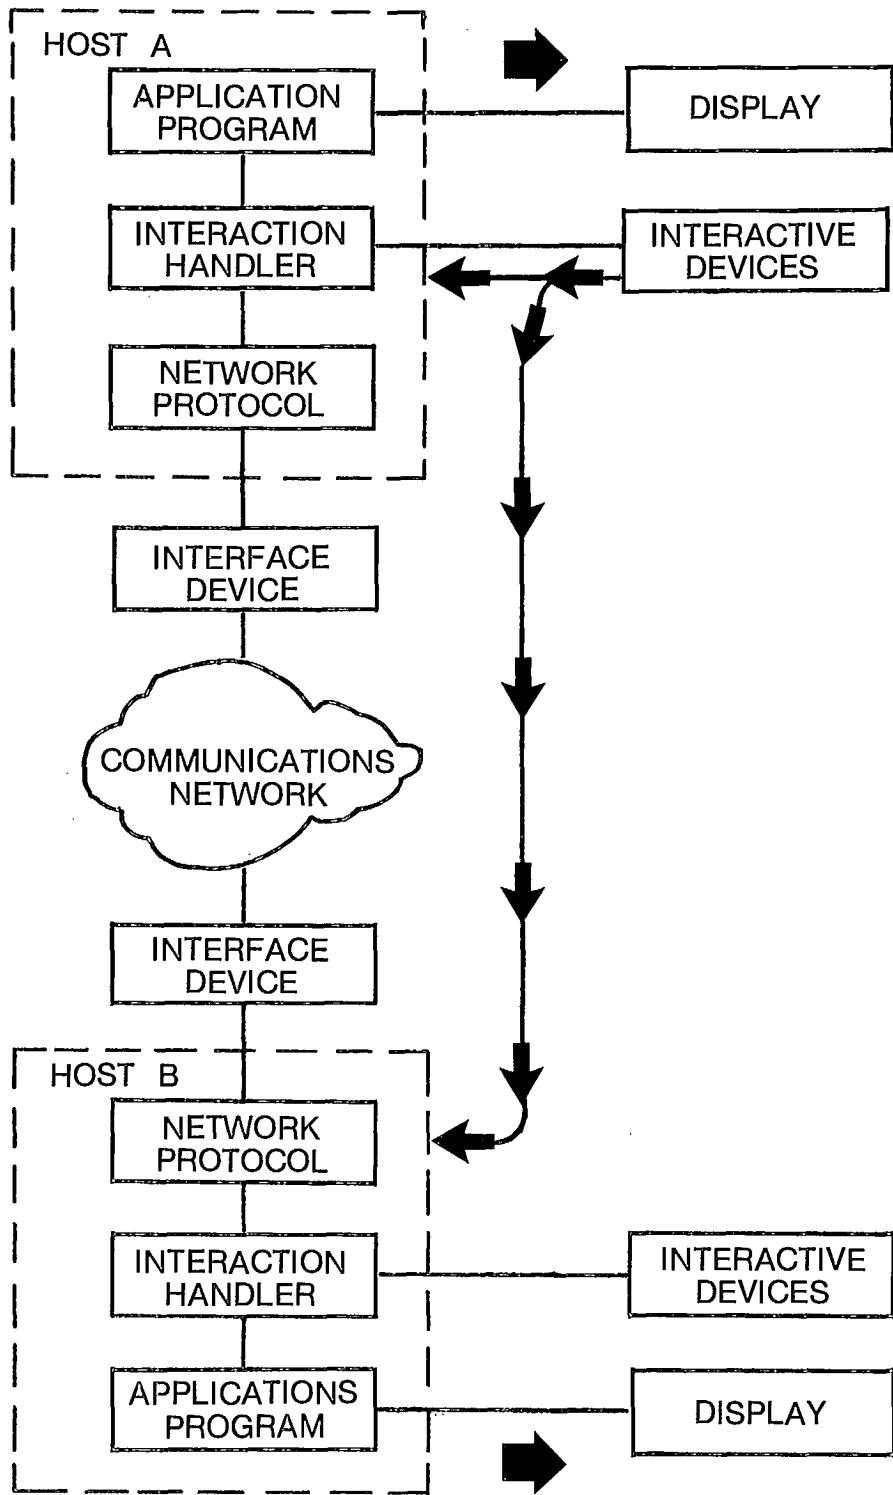 HOST A
APPLICATION
PROGRAM
DISPLAY
INTERACTION
HANDLER
INTERACTIVE
DEVICES
NETWORK
PROTOCOL
INTERFACE
DEVICE
COMMUNICATIONS
NETWORK
INTERFACE
DEVICE
HOST B
NETWORK
PROTOCOL
INTERACTION
HANDLER
INTERACTIVE
DEVICES
APPLICATIONS
PROGRAM
DISPLAY